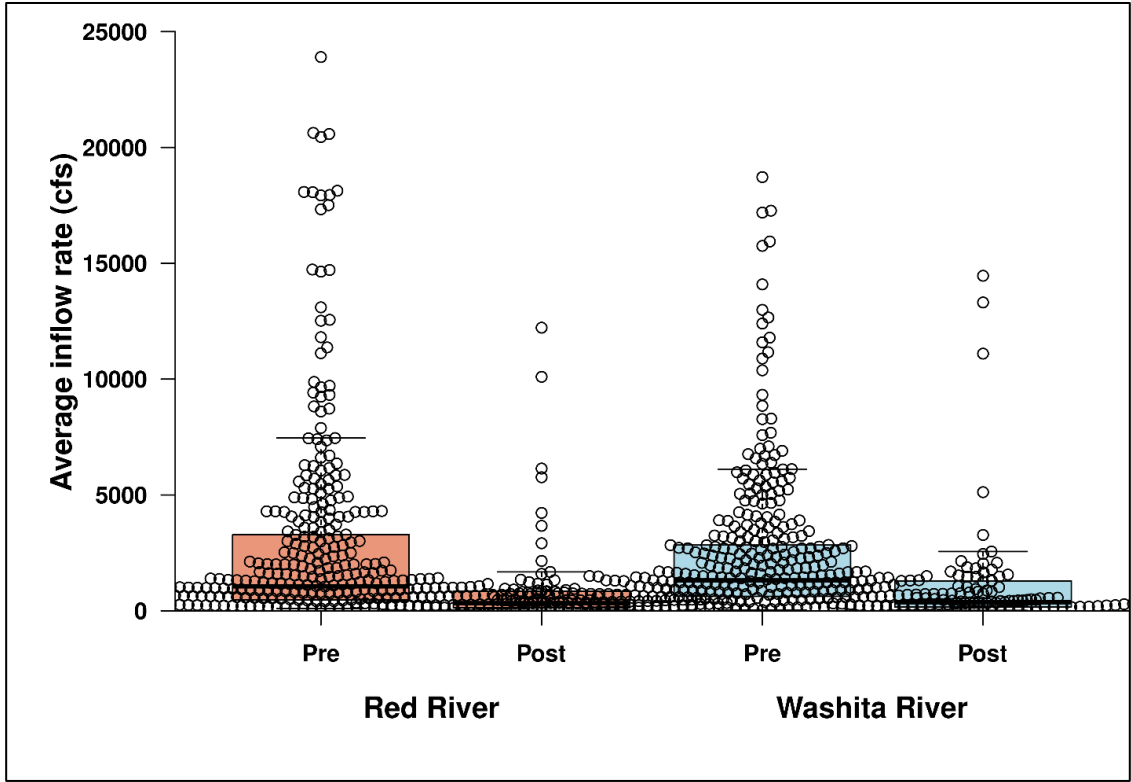 25000
20000
15000
10000
5000
0
Average inflow rate (cfs)
Pre Post Pre Post
Red River Washita River